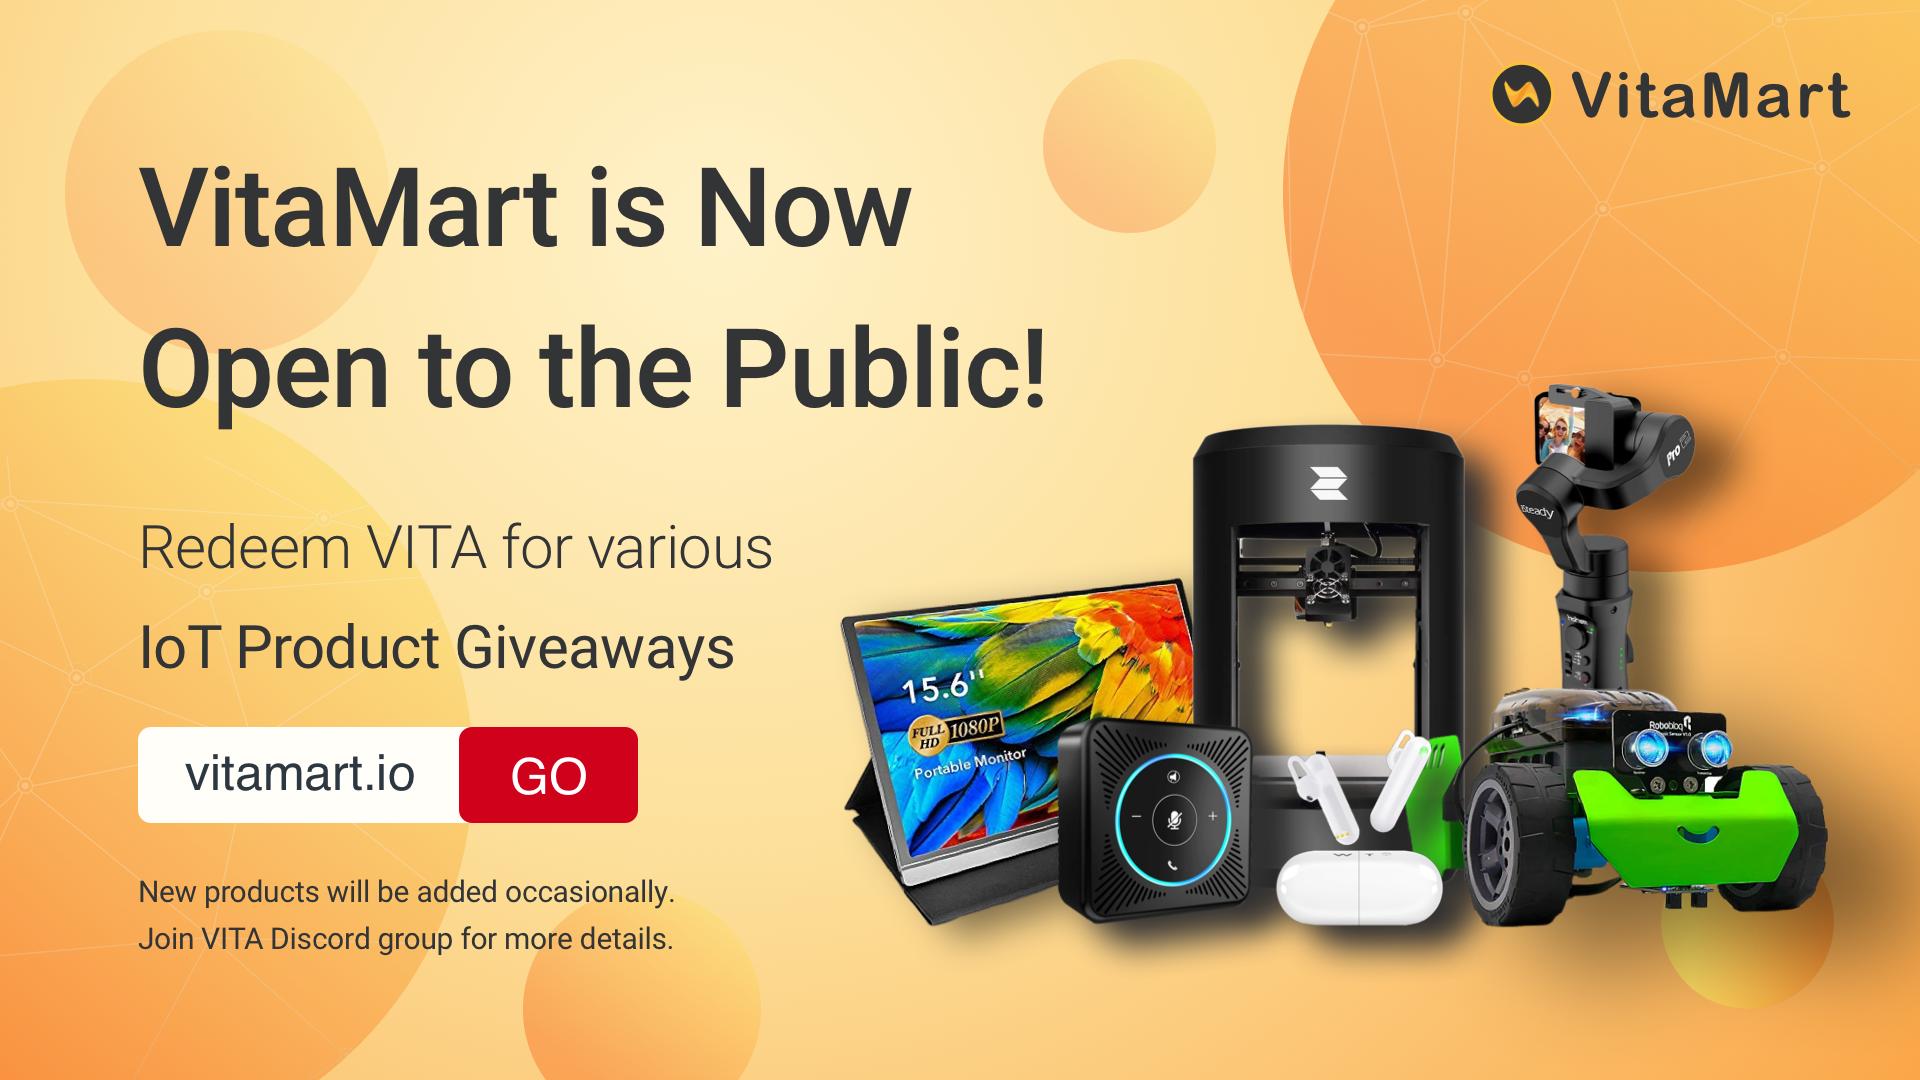 VitaMart
VitaMart is Now
Open to the Public!
Redeem VITA for various
IoT Product Giveaways
vitamart.io GO
New products will be added occasionally.
Join VITA Discord group for more details.
15.6''
FULL HD 1080P
Portable Monitor
Pro
iSteady
Robobloq